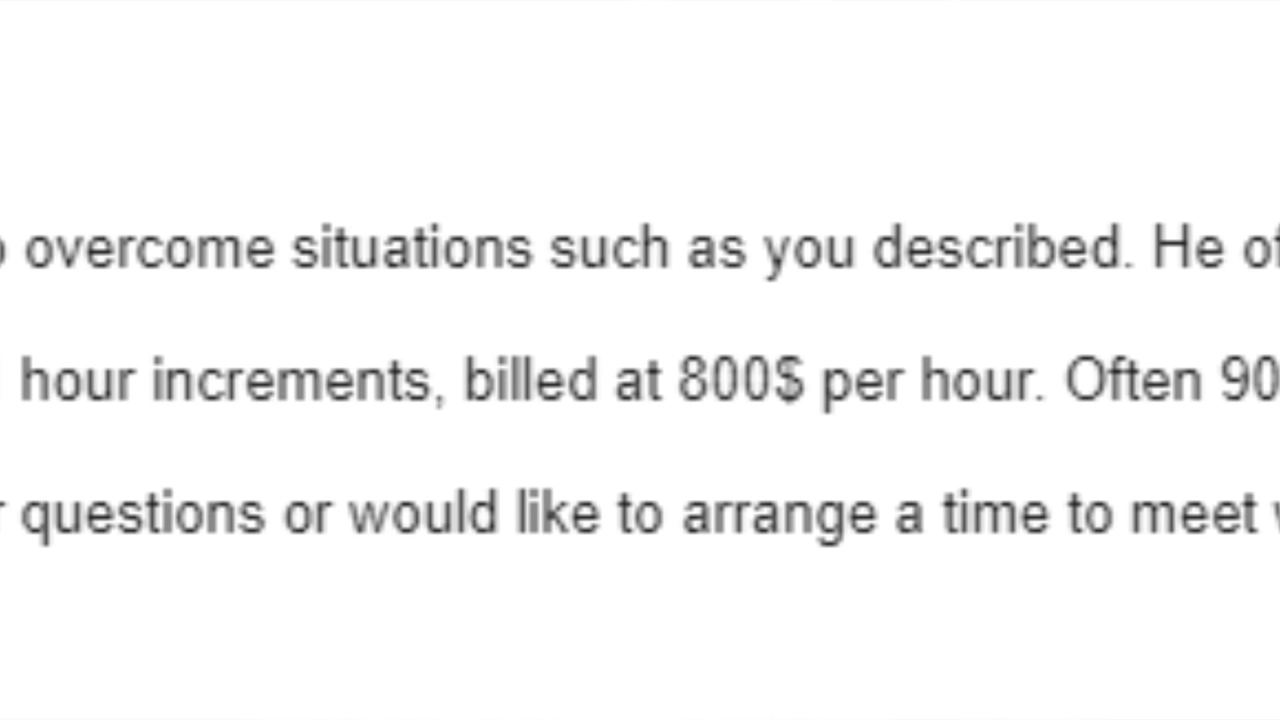 overcome situations such as you described. He
hour increments, billed at 800$ per hour. Often 90
questions or would like to arrange a time to meet